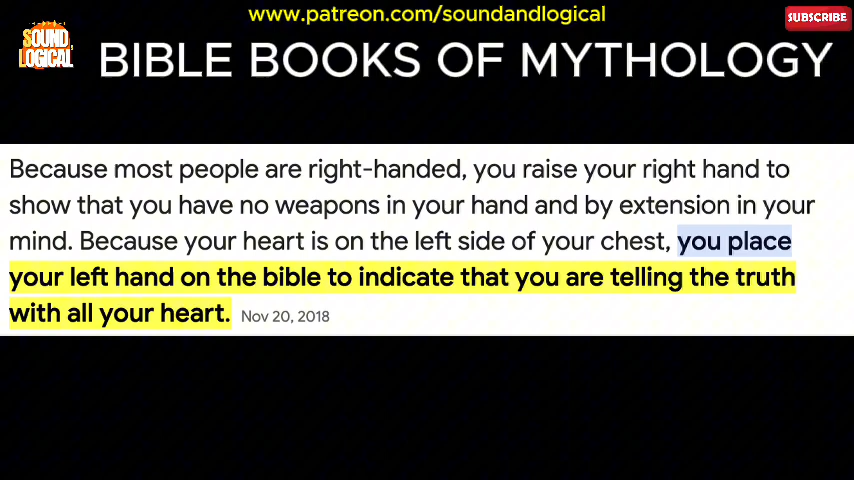 www.patreon.com/soundandlogical
SUBSCRIBE
SOUND
LOGICAL
BIBLE BOOKS OF MYTHOLOGY
Because most people are right-handed, you raise your right hand to
show that you have no weapons in your hand and by extension in your
mind. Because your heart is on the left side of your chest, you place
your left hand on the bible to indicate that you are telling the truth
with all your heart. Nov 20, 2018